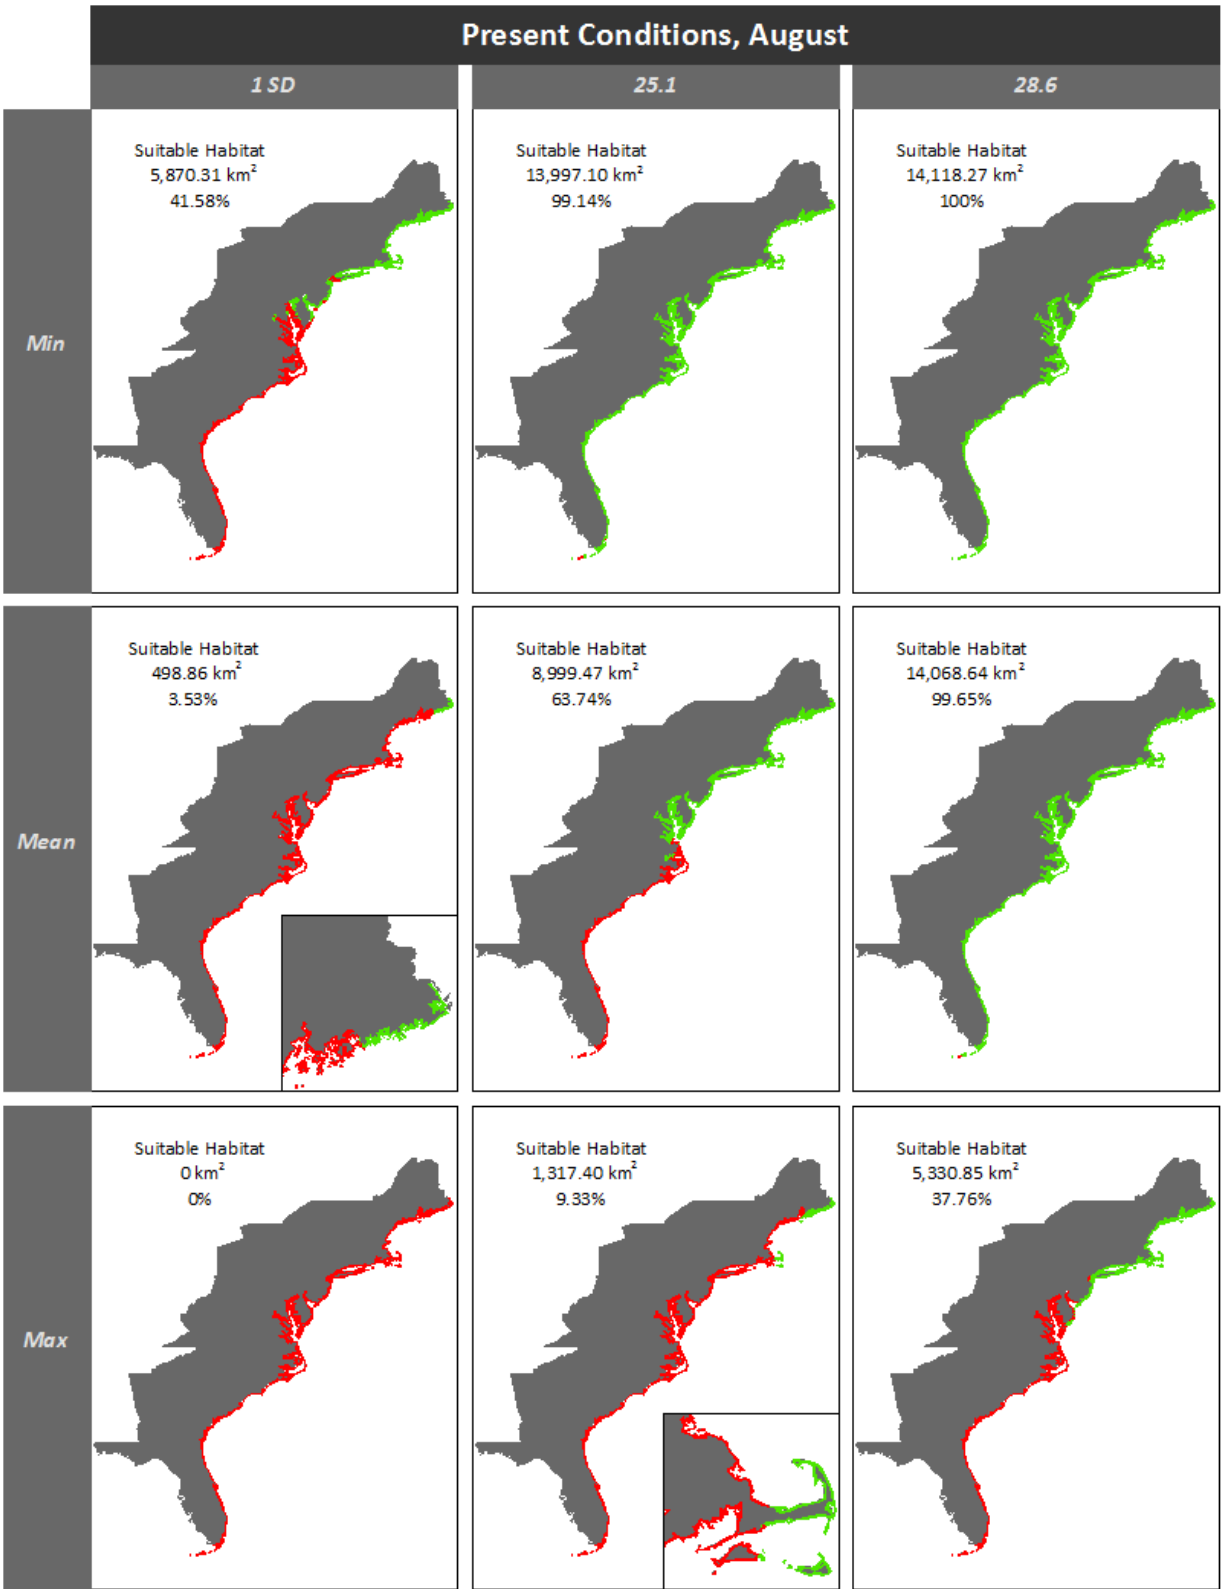 Present Conditions, August
1 SD
25.1
28.6
Min
Suitable Habitat
5,870.31 km²
41.58%
Suitable Habitat
13,997.10 km²
99.14%
Suitable Habitat
14,118.27 km²
100%
Mean
Suitable Habitat
498.86 km²
3.53%
Suitable Habitat
8,999.47 km²
63.74%
Suitable Habitat
14,068.64 km²
99.65%
Max
Suitable Habitat
0 km²
0%
Suitable Habitat
1,317.40 km²
9.33%
Suitable Habitat
5,330.85 km²
37.76%